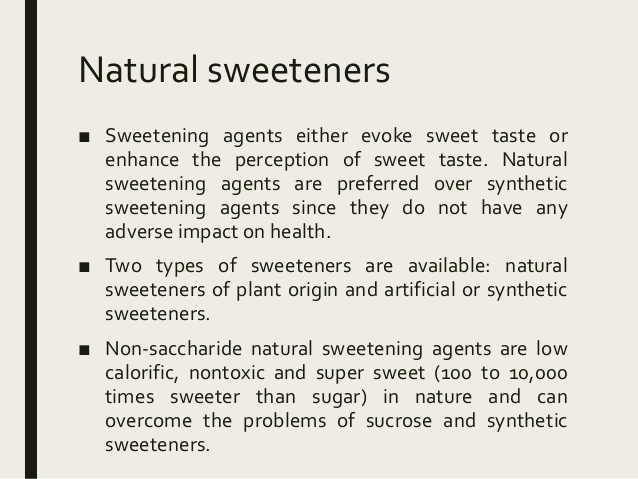 Natural sweeteners
■ Sweetening agents either evoke sweet taste or
enhance the perception of sweet taste. Natural
sweetening agents are preferred over synthetic
sweetening agents since they do not have any
adverse impact on health.
■ Two types of sweeteners are available: natural
sweeteners of plant origin and artificial or synthetic
sweeteners.
■ Non-saccharide natural sweetening agents are low
calorific, nontoxic and super sweet (100 to 10,000
times sweeter than sugar) in nature and can
overcome the problems of sucrose and synthetic
sweeteners.